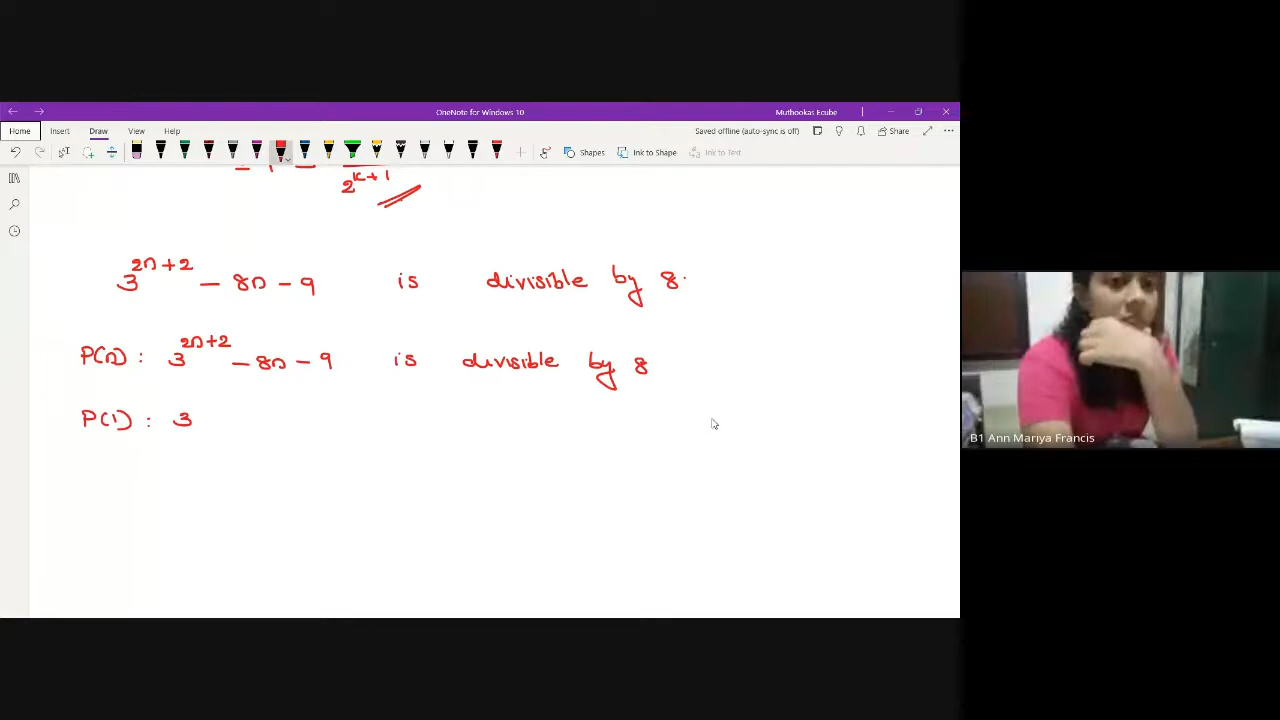 OneNote for Windows 10
Muthookas Ecube
Home Insert Draw View Help
Saved offline (auto-sync is off)
Share
Shapes
Ink to Shape
Ink to Text
2^{k+1}
3^{2n+2} - 8n - 9 is divisible by 8.
P(n) : 3^{2n+2} - 8n - 9 is divisible by 8
P(1) : 3
B1 Ann Mariya Francis